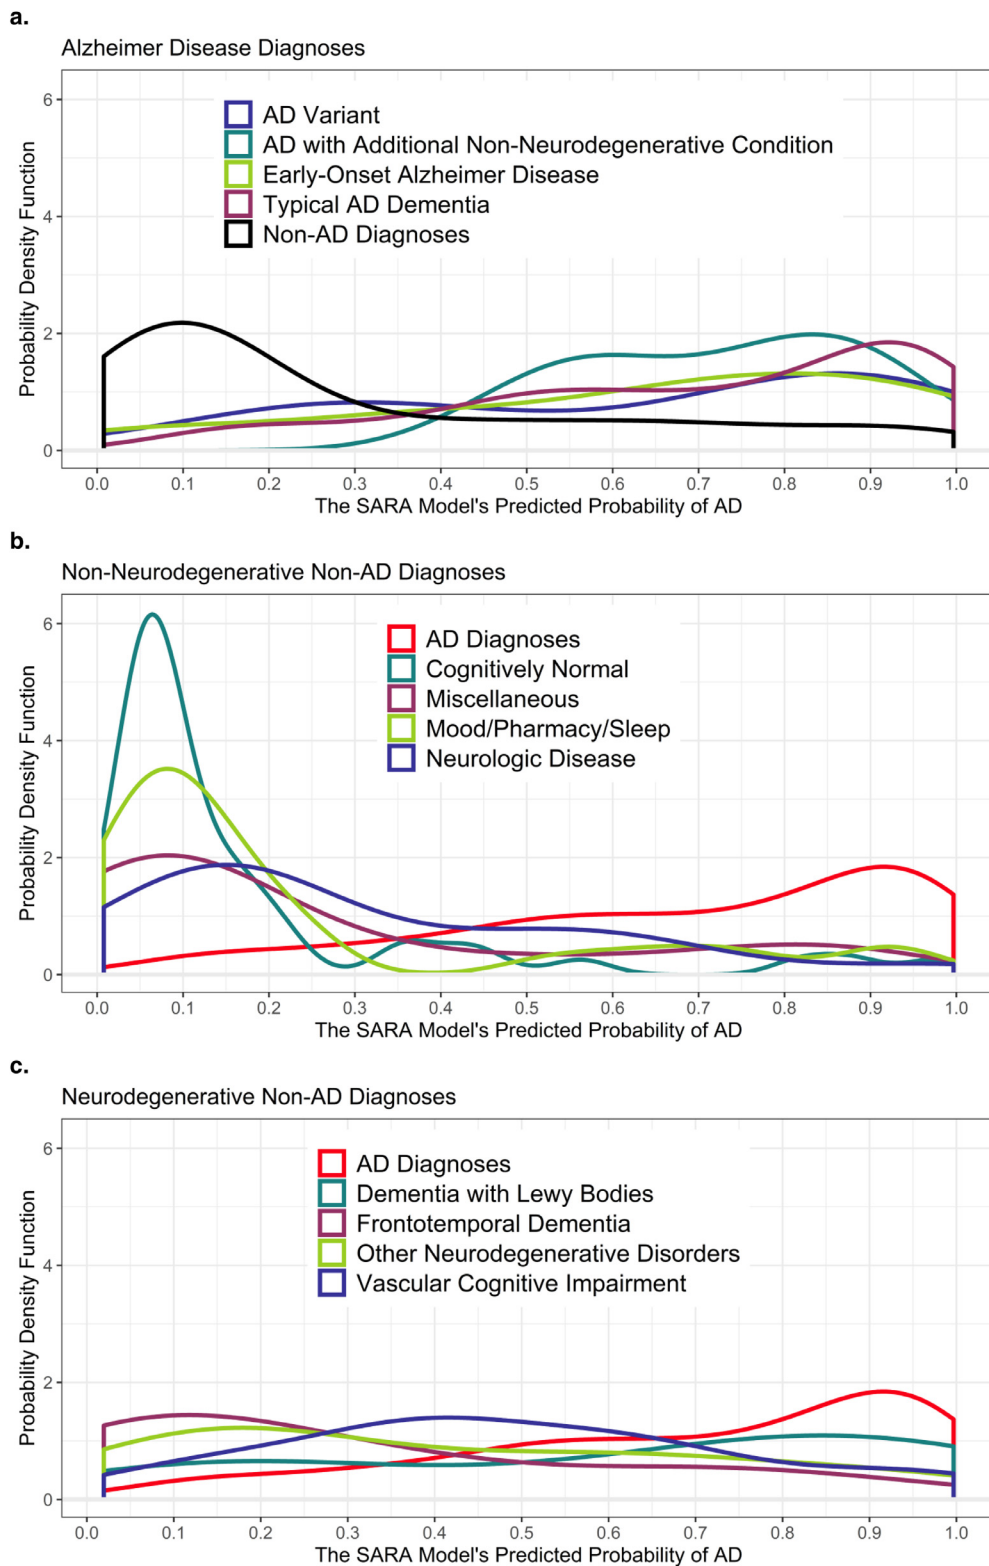 a.
Alzheimer Disease Diagnoses
6
4
2
0
Probability Density Function
AD Variant
AD with Additional Non-Neurodegenerative Condition
Early-Onset Alzheimer Disease
Typical AD Dementia
Non-AD Diagnoses
0.0 0.1 0.2 0.3 0.4 0.5 0.6 0.7 0.8 0.9 1.0
The SARA Model's Predicted Probability of AD
b.
Non-Neurodegenerative Non-AD Diagnoses
6
4
2
0
Probability Density Function
AD Diagnoses
Cognitively Normal
Miscellaneous
Mood/Pharmacy/Sleep
Neurologic Disease
0.0 0.1 0.2 0.3 0.4 0.5 0.6 0.7 0.8 0.9 1.0
The SARA Model's Predicted Probability of AD
c.
Neurodegenerative Non-AD Diagnoses
6
4
2
0
Probability Density Function
AD Diagnoses
Dementia with Lewy Bodies
Frontotemporal Dementia
Other Neurodegenerative Disorders
Vascular Cognitive Impairment
0.0 0.1 0.2 0.3 0.4 0.5 0.6 0.7 0.8 0.9 1.0
The SARA Model's Predicted Probability of AD